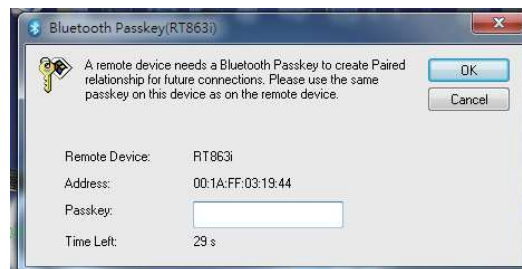 Bluetooth Passkey(RT863i)
A remote device needs a Bluetooth Passkey to create Paired
relationship for future connections. Please use the same
passkey on this device as on the remote device.
OK
Cancel
Remote Device: RT863i
Address: 00:1A:FF:03:19:44
Passkey:
Time Left: 29 s